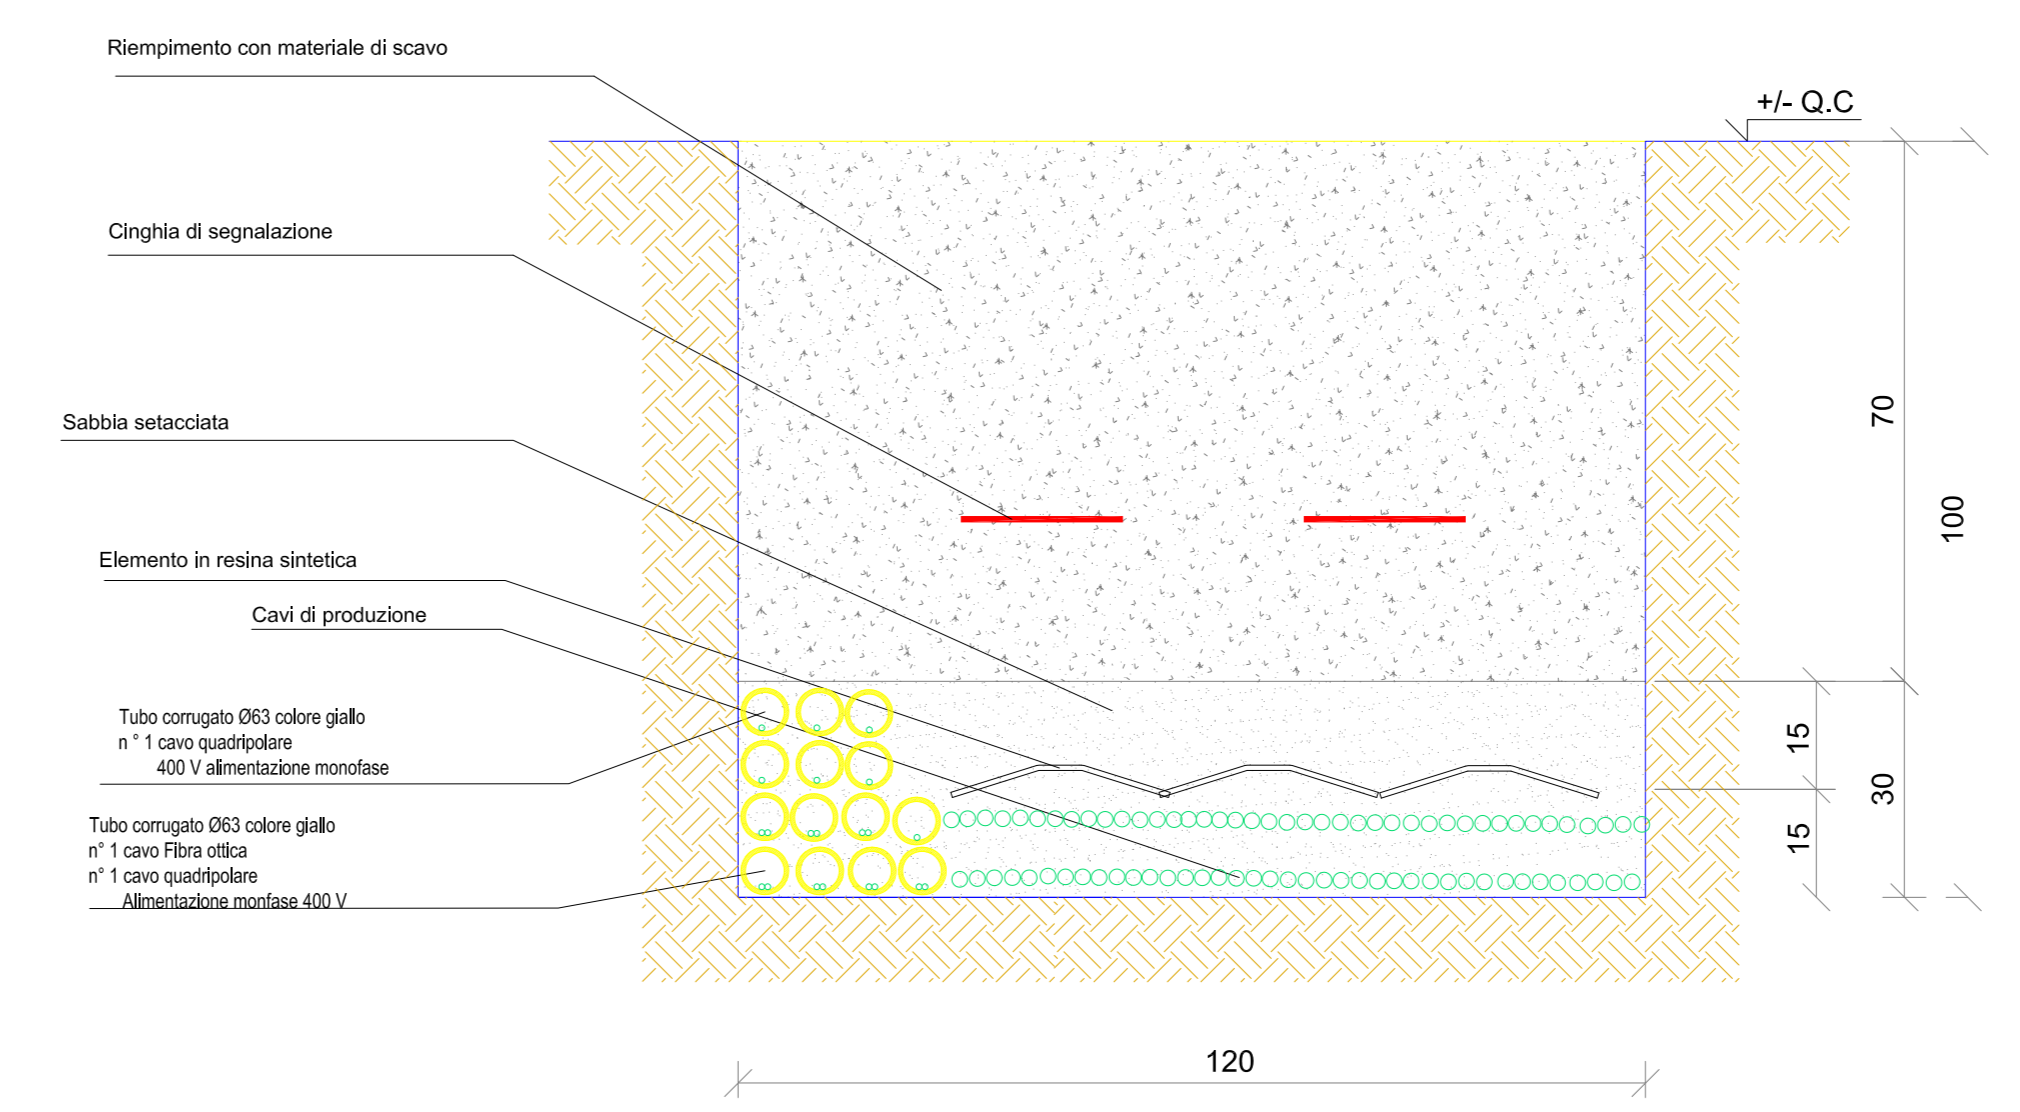 Riempimento con materiale di scavo
+/- Q.C
Cinghia di segnalazione
Sabbia setacciata
Elemento in resina sintetica
Cavi di produzione
Tubo corrugato Ø63 colore giallo
n ° 1 cavo quadripolare
400 V alimentazione monofase
Tubo corrugato Ø63 colore giallo
n° 1 cavo Fibra ottica
n° 1 cavo quadripolare
Alimentazione monfase 400 V
70
100
15
30
15
120